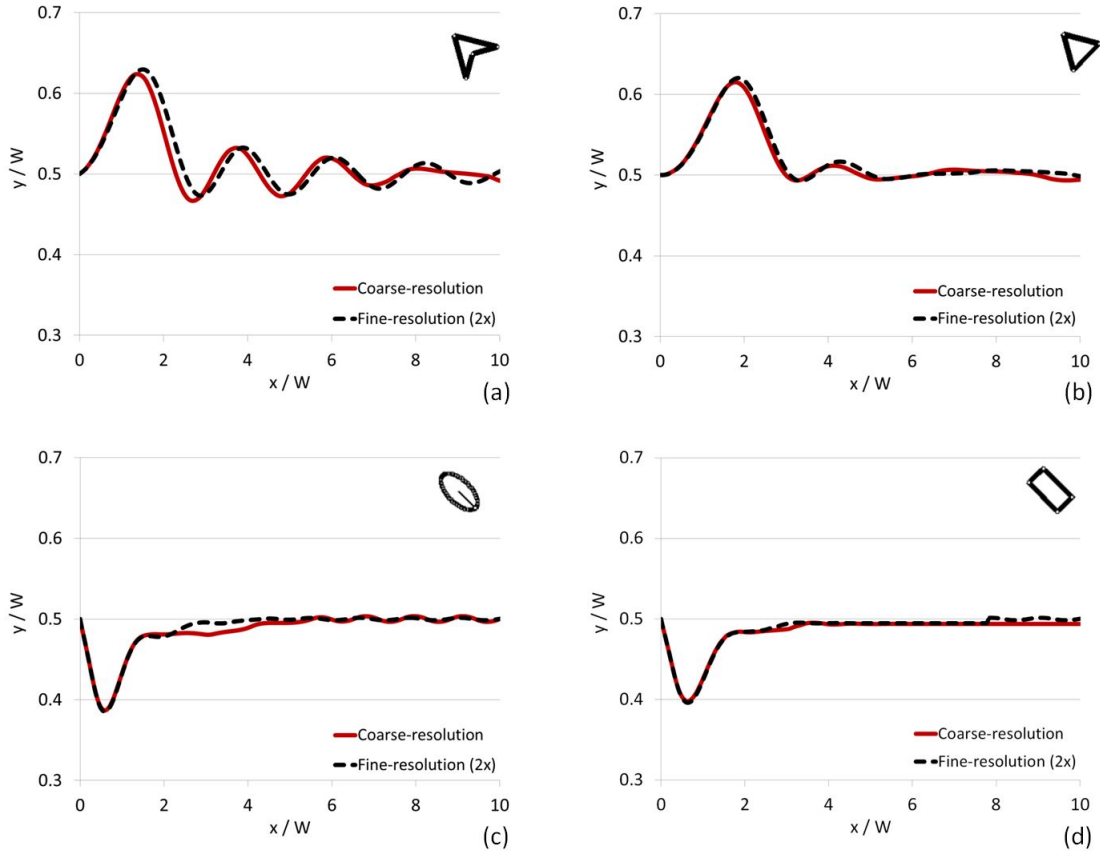 0.7
0.6
0.5
0.4
0.3
y / W
0 2 4 6 8 10
x / W
Coarse-resolution
Fine-resolution (2x)
(a)
0.7
0.6
0.5
0.4
0.3
y / W
0 2 4 6 8 10
x / W
Coarse-resolution
Fine-resolution (2x)
(b)
0.7
0.6
0.5
0.4
0.3
y / W
0 2 4 6 8 10
x / W
Coarse-resolution
Fine-resolution (2x)
(c)
0.7
0.6
0.5
0.4
0.3
y / W
0 2 4 6 8 10
x / W
Coarse-resolution
Fine-resolution (2x)
(d)